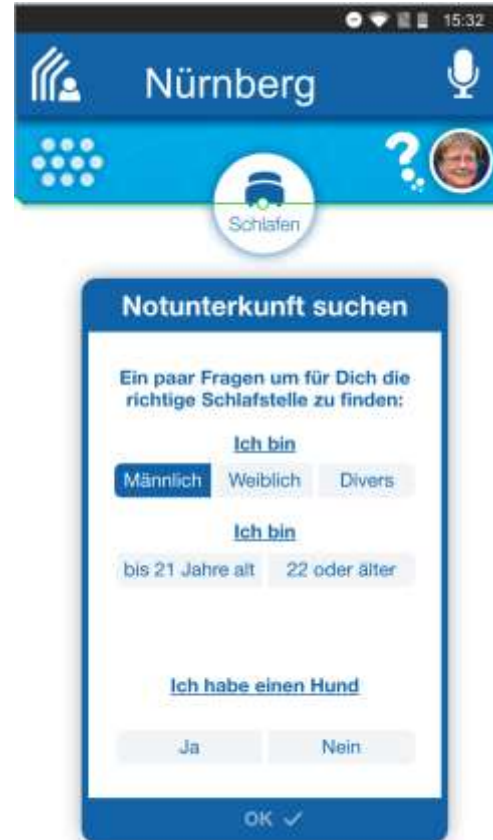 15:32
Nürnberg
?
Schlafen
Notunterkunft suchen
Ein paar Fragen um für Dich die
richtige Schlafstelle zu finden:
Ich bin
Männlich Weiblich Divers
Ich bin
bis 21 Jahre alt 22 oder älter
Ich habe einen Hund
Ja Nein
OK